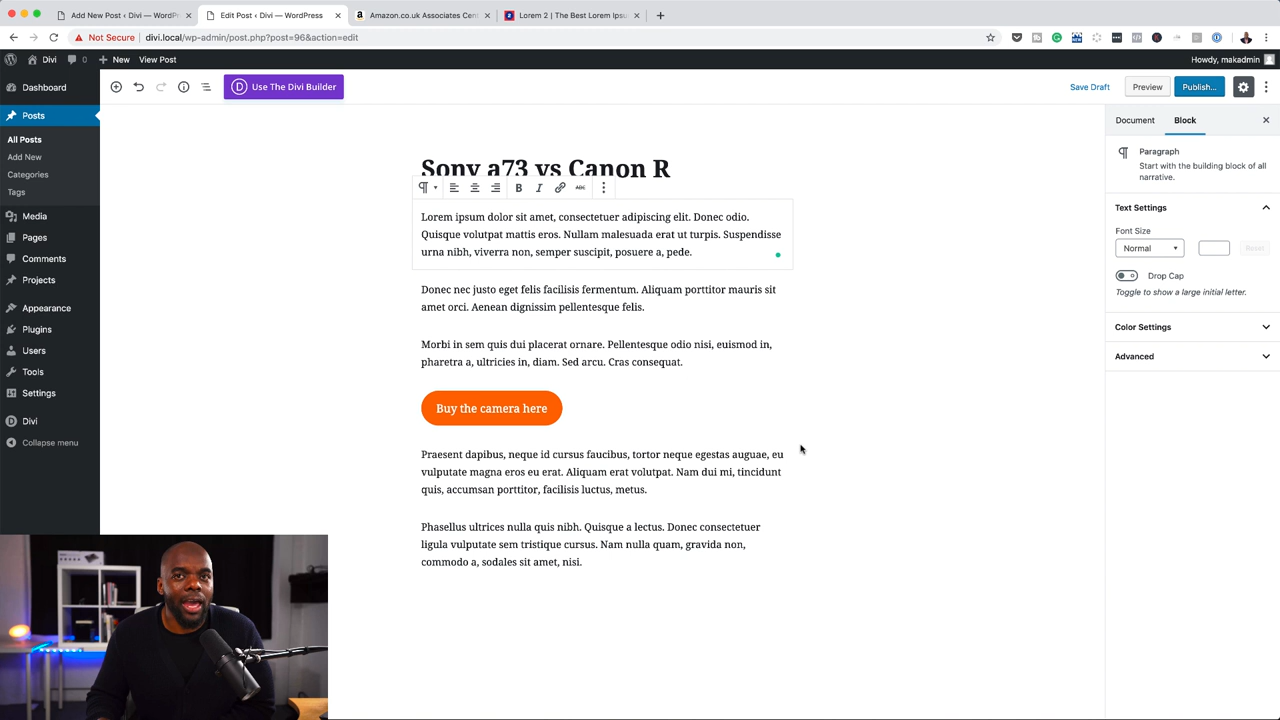 Add New Post ‹ Divi — WordPr
Edit Post ‹ Divi — WordPress
Amazon.co.uk Associates Cen
Lorem 2 | The Best Lorem Ipsu
Not Secure
divi.local/wp-admin/post.php?post=96&action=edit
Divi
0
New
View Post
Howdy, makadmin
Dashboard
Posts
All Posts
Add New
Categories
Tags
Media
Pages
Comments
Projects
Appearance
Plugins
Users
Tools
Settings
Divi
Collapse menu
D
Use The Divi Builder
Save Draft
Preview
Publish...
Sony a73 vs Canon R
B
I
ABC
Lorem ipsum dolor sit amet, consectetuer adipiscing elit. Donec odio.
Quisque volutpat mattis eros. Nullam malesuada erat ut turpis. Suspendisse
urna nibh, viverra non, semper suscipit, posuere a, pede.
Donec nec justo eget felis facilisis fermentum. Aliquam porttitor mauris sit
amet orci. Aenean dignissim pellentesque felis.
Morbi in sem quis dui placerat ornare. Pellentesque odio nisi, euismod in,
pharetra a, ultricies in, diam. Sed arcu. Cras consequat.
Buy the camera here
Praesent dapibus, neque id cursus faucibus, tortor neque egestas auguae, eu
vulputate magna eros eu erat. Aliquam erat volutpat. Nam dui mi, tincidunt
quis, accumsan porttitor, facilisis luctus, metus.
Phasellus ultrices nulla quis nibh. Quisque a lectus. Donec consectetuer
ligula vulputate sem tristique cursus. Nam nulla quam, gravida non,
commodo a, sodales sit amet, nisi.
Document
Block
Paragraph
Start with the building block of all
narrative.
Text Settings
Font Size
Normal
Reset
Drop Cap
Toggle to show a large initial letter.
Color Settings
Advanced